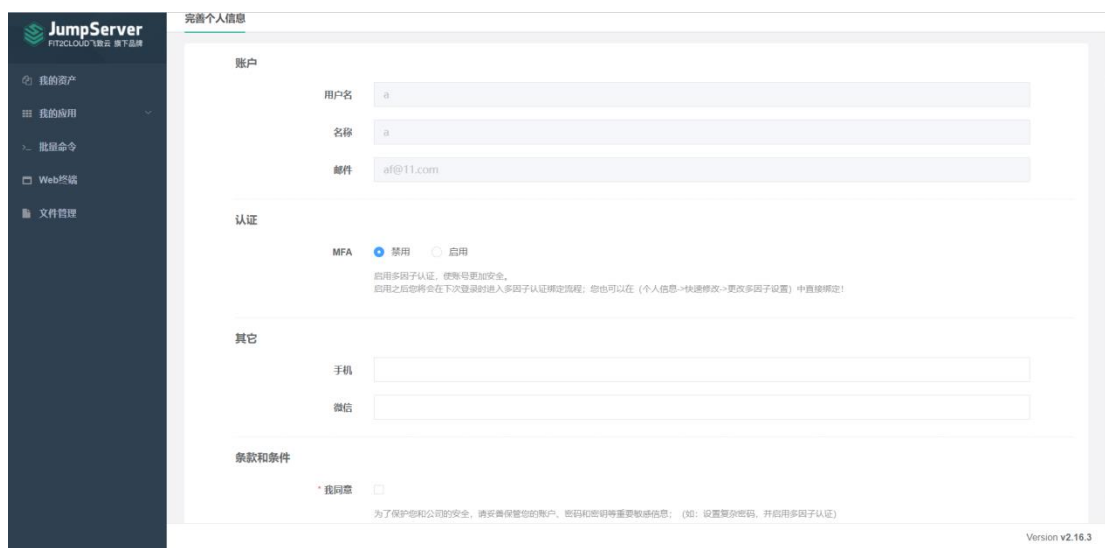 JumpServer
FIT2CLOUD飞致云 旗下品牌
我的资产
我的应用
批量命令
Web终端
文件管理
完善个人信息
账户
用户名 a
名称 a
邮件 af@11.com
认证
MFA 禁用 启用
启用多因子认证，使账号更加安全。
启用之后您将会在下次登录时进入多因子认证绑定流程；您也可以在（个人信息->快速修改->更改多因子设置）中直接绑定！
其它
手机
微信
条款和条件
* 我同意
为了保护您和公司的安全，请妥善保管您的账户、密码和密钥等重要敏感信息；（如：设置复杂密码，并启用多因子认证）
Version v2.16.3